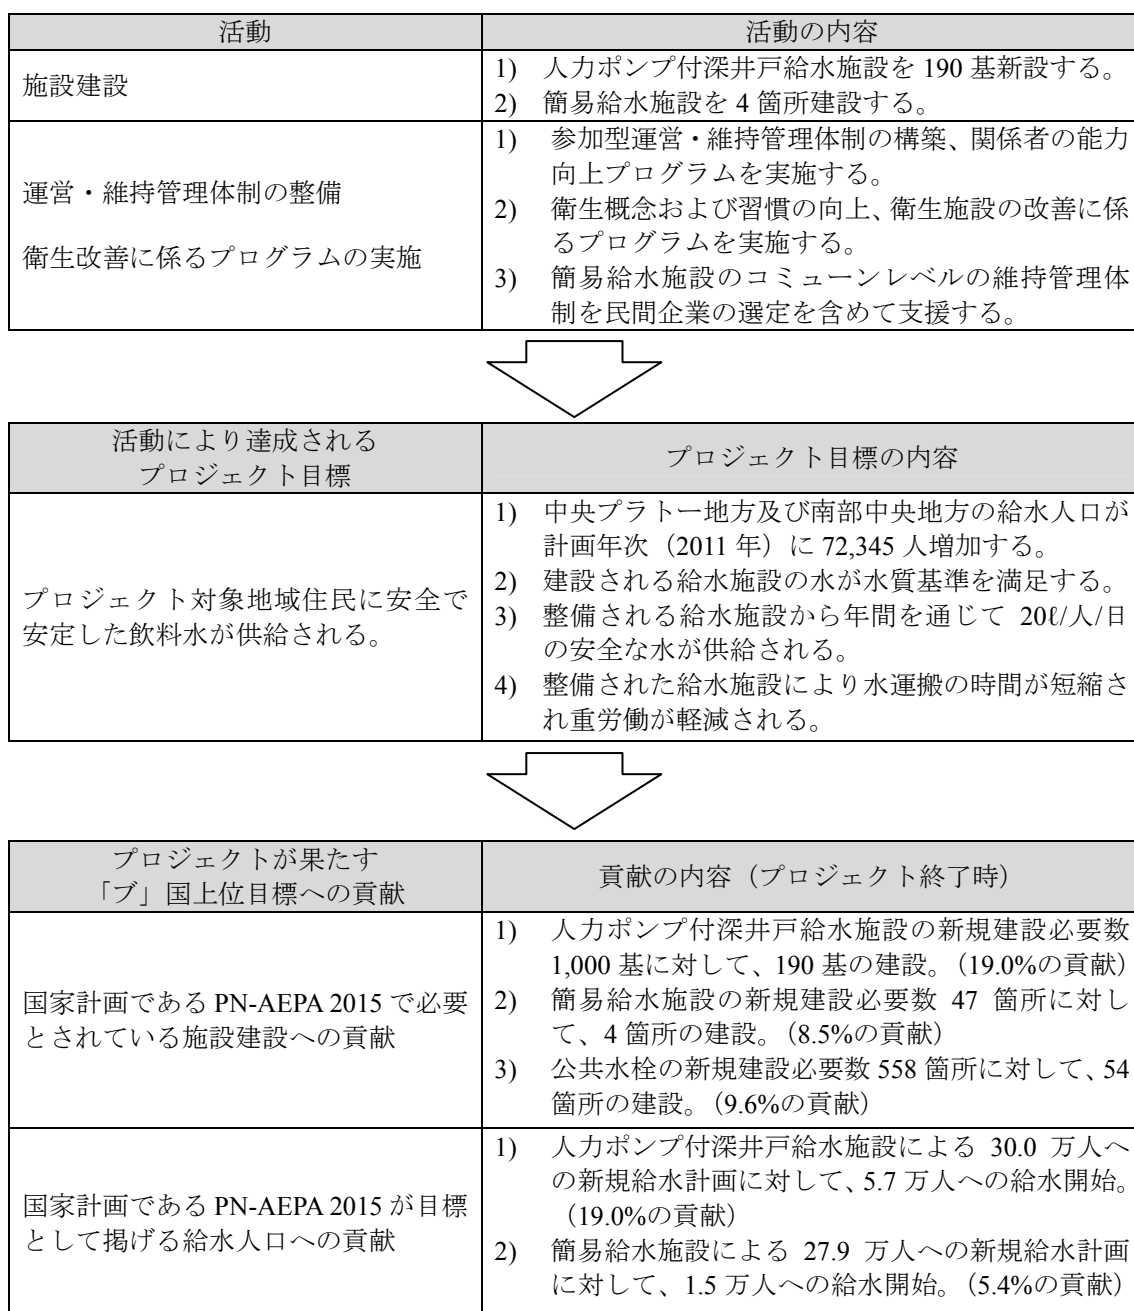 活動 活動の内容
施設建設
1) 人力ポンプ付深井戸給水施設を 190 基新設する。
2) 簡易給水施設を 4 箇所建設する。
運営・維持管理体制の整備
衛生改善に係るプログラムの実施
1) 参加型運営・維持管理体制の構築、関係者の能力
向上プログラムを実施する。
2) 衛生概念および習慣の向上、衛生施設の改善に係
るプログラムを実施する。
3) 簡易給水施設のコミューンレベルの維持管理体
制を民間企業の選定を含めて支援する。
活動により達成される
プロジェクト目標
プロジェクト目標の内容
プロジェクト対象地域住民に安全で
安定した飲料水が供給される。
1) 中央プラトー地方及び南部中央地方の給水人口が
計画年次(2011 年)に 72,345 人増加する。
2) 建設される給水施設の水が水質基準を満足する。
3) 整備される給水施設から年間を通じて 20ℓ/人/日
の安全な水が供給される。
4) 整備された給水施設により水運搬の時間が短縮さ
れ重労働が軽減される。
プロジェクトが果たす
「ブ」国上位目標への貢献
貢献の内容(プロジェクト終了時)
国家計画である PN-AEPA 2015 で必要
とされている施設建設への貢献
1) 人力ポンプ付深井戸給水施設の新規建設必要数
1,000 基に対して、190 基の建設。(19.0%の貢献)
2) 簡易給水施設の新規建設必要数 47 箇所に対し
て、4 箇所の建設。(8.5%の貢献)
3) 公共水栓の新規建設必要数 558 箇所に対して、54
箇所の建設。(9.6%の貢献)
国家計画である PN-AEPA 2015 が目標
として掲げる給水人口への貢献
1) 人力ポンプ付深井戸給水施設による 30.0 万人へ
の新規給水計画に対して、5.7 万人への給水開始。
(19.0%の貢献)
2) 簡易給水施設による 27.9 万人への新規給水計画
に対して、1.5 万人への給水開始。(5.4%の貢献)